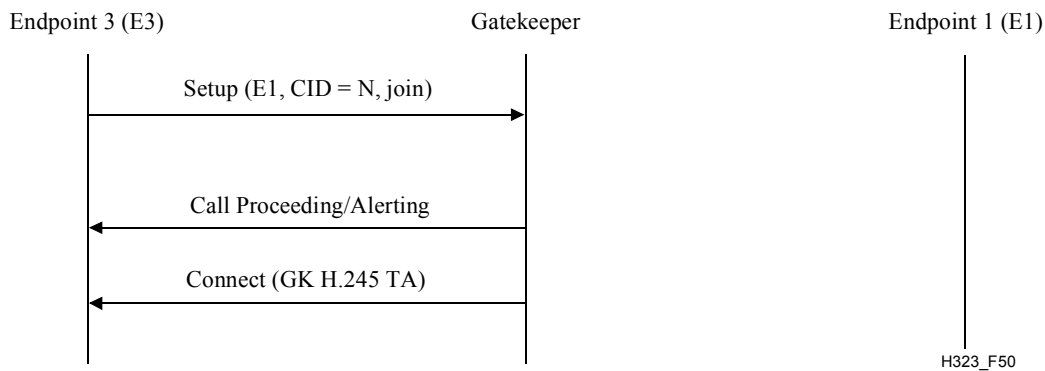 Endpoint 3 (E3)
Gatekeeper
Endpoint 1 (E1)
Setup (E1, CID = N, join)
Call Proceeding/Alerting
Connect (GK H.245 TA)
H323_F50